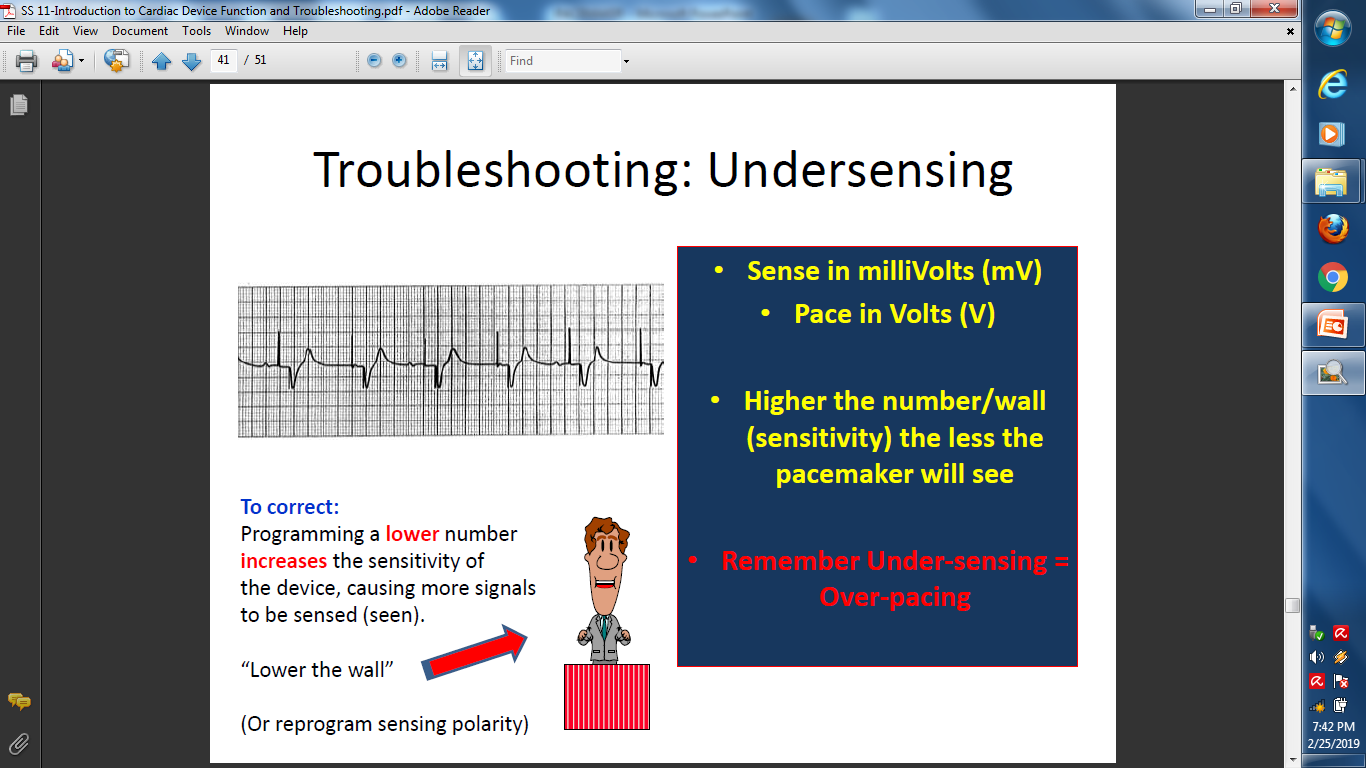 SS 11-Introduction to Cardiac Device Function and Troubleshooting.pdf - Adobe Reader
File Edit View Document Tools Window Help
41 / 51 Find
Troubleshooting: Undersensing
• Sense in milliVolts (mV)
• Pace in Volts (V)
• Higher the number/wall
(sensitivity) the less the
pacemaker will see
• Remember Under-sensing =
Over-pacing
To correct:
Programming a lower number
increases the sensitivity of
the device, causing more signals
to be sensed (seen).
“Lower the wall”
(Or reprogram sensing polarity)
7:42 PM
2/25/2019